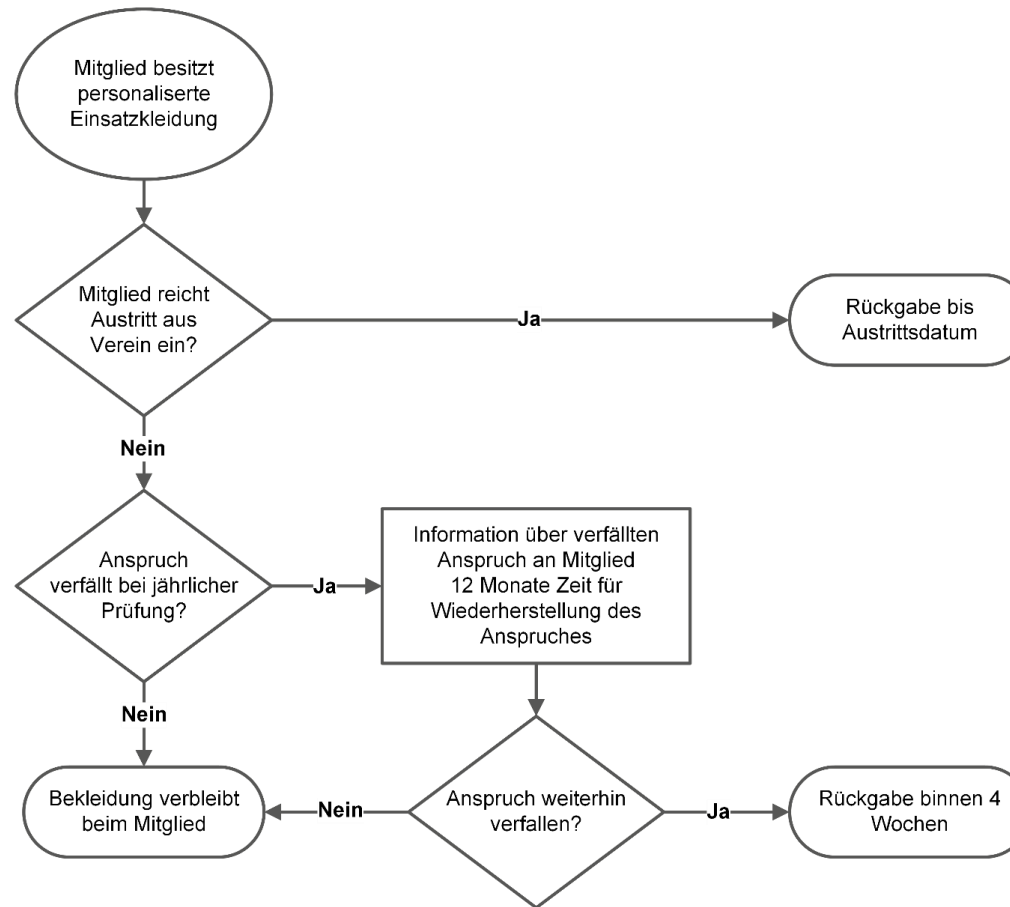 Mitglied besitzt
personaliserte
Einsatzkleidung
Mitglied reicht
Austritt aus
Verein ein?
Ja
Rückgabe bis
Austrittsdatum
Nein
Anspruch
verfällt bei jährlicher
Prüfung?
Ja
Information über verfällten
Anspruch an Mitglied
12 Monate Zeit für
Wiederherstellung des
Anspruches
Nein
Bekleidung verbleibt
beim Mitglied
Nein
Anspruch weiterhin
verfallen?
Ja
Rückgabe binnen 4
Wochen